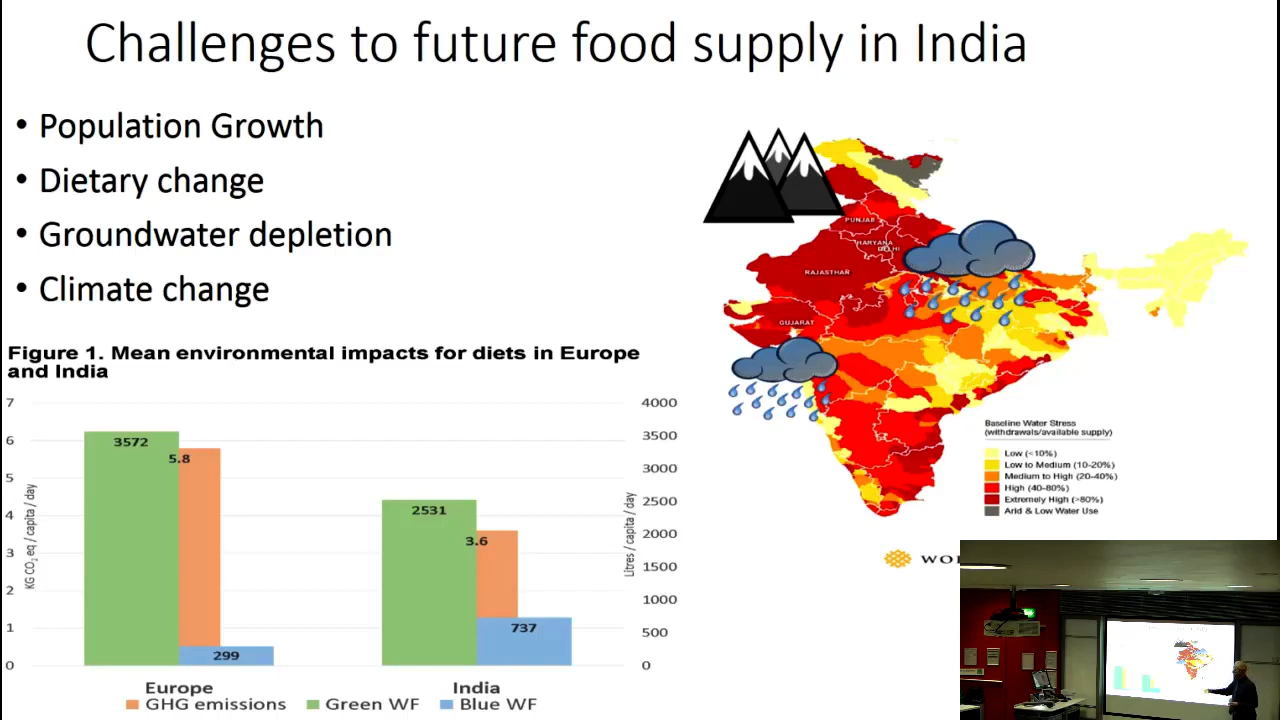 Challenges to future food supply in India
• Population Growth
• Dietary change
• Groundwater depletion
• Climate change
Figure 1. Mean environmental impacts for diets in Europe
and India
7
6
5
4
3
2
1
0
KG CO₂ eq / capita / day
3572
5.8
299
2531
3.6
737
4000
3500
3000
2500
2000
1500
1000
500
0
Litres / capita / day
Europe
India
GHG emissions
Green WF
Blue WF
PUNJAB
HARYANA
DELHI
RAJASTHAN
GUJARAT
Baseline Water Stress
(withdrawals/available supply)
Low (<10%)
Low to Medium (10-20%)
Medium to High (20-40%)
High (40-80%)
Extremely High (>80%)
Arid & Low Water Use